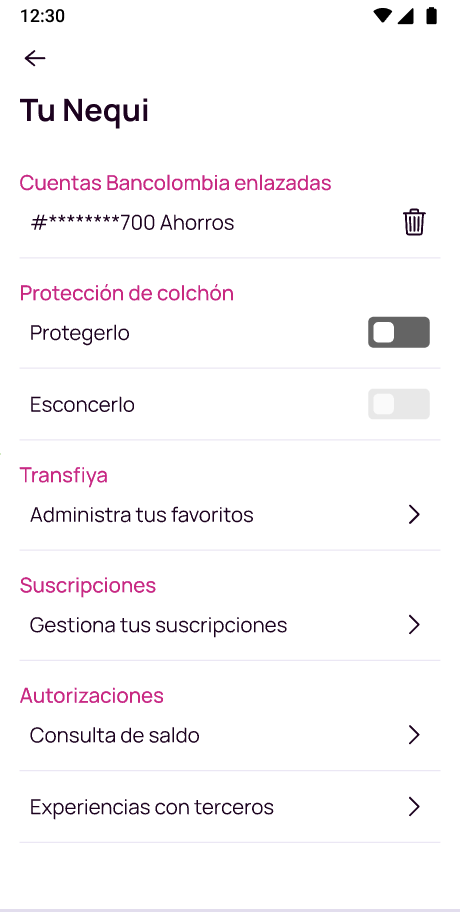 12:30
Tu Nequi
Cuentas Bancolombia enlazadas
#********700 Ahorros
Protección de colchón
Protegerlo
Esconcerlo
Transfiya
Administra tus favoritos
Suscripciones
Gestiona tus suscripciones
Autorizaciones
Consulta de saldo
Experiencias con terceros